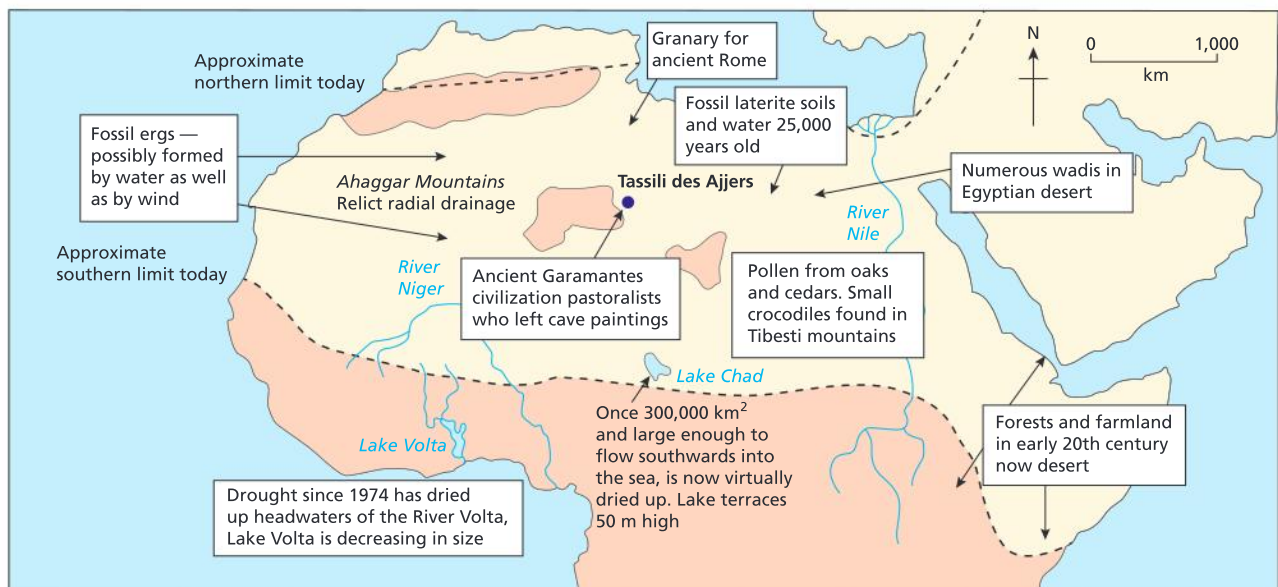 Approximate
northern limit today
Granary for
ancient Rome
N
0
1,000
km
Fossil laterite soils
and water 25,000
years old
Fossil ergs —
possibly formed
by water as well
as by wind
Ahaggar Mountains
Relict radial drainage
Tassili des Ajjers
Numerous wadis in
Egyptian desert
River
Nile
Approximate
southern limit today
River
Niger
Ancient Garamantes
civilization pastoralists
who left cave paintings
Pollen from oaks
and cedars. Small
crocodiles found in
Tibesti mountains
Lake Chad
Once 300,000 km²
and large enough to
flow southwards into
the sea, is now virtually
dried up. Lake terraces
50 m high
Forests and farmland
in early 20th century
now desert
Lake Volta
Drought since 1974 has dried
up headwaters of the River Volta,
Lake Volta is decreasing in size